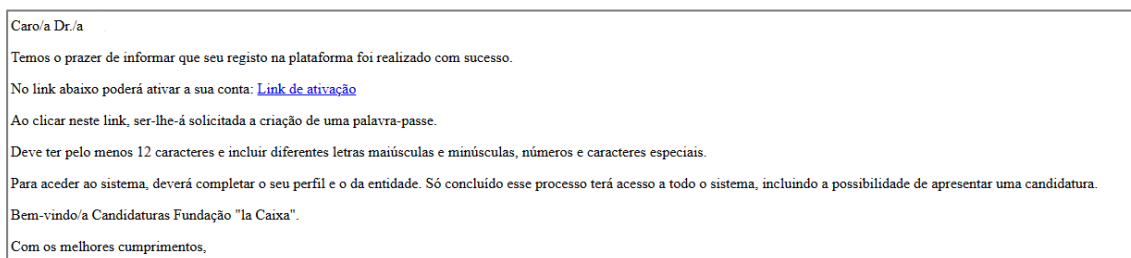 Caro/a Dr./a
Temos o prazer de informar que seu registo na plataforma foi realizado com sucesso.
No link abaixo poderá ativar a sua conta: Link de ativação
Ao clicar neste link, ser-lhe-á solicitada a criação de uma palavra-passe.
Deve ter pelo menos 12 caracteres e incluir diferentes letras maiúsculas e minúsculas, números e caracteres especiais.
Para aceder ao sistema, deverá completar o seu perfil e o da entidade. Só concluído esse processo terá acesso a todo o sistema, incluindo a possibilidade de apresentar uma candidatura.
Bem-vindo/a Candidaturas Fundação "la Caixa".
Com os melhores cumprimentos,